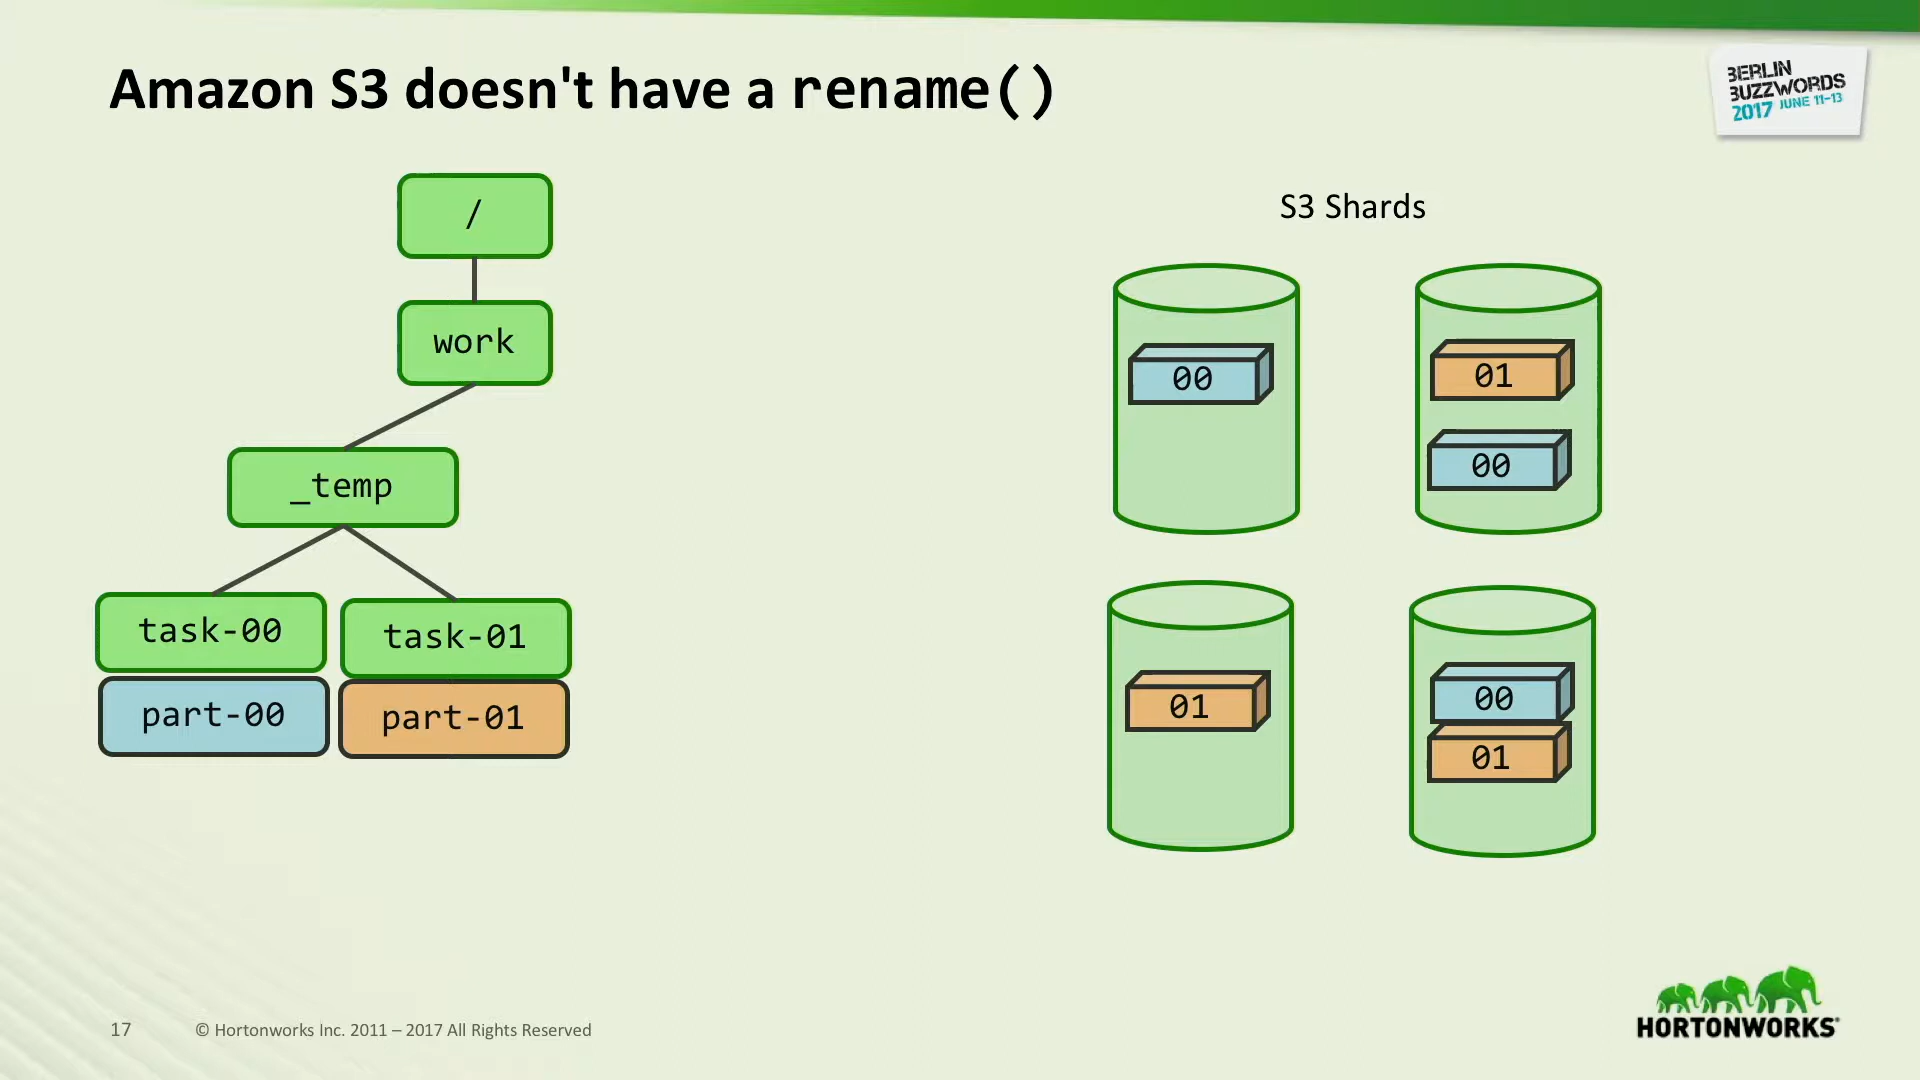 Amazon S3 doesn't have a rename()
BERLIN
BUZZWORDS
2017 JUNE 11-13
/
work
_temp
task-00
task-01
part-00
part-01
S3 Shards
00
01
00
01
00
01
17
© Hortonworks Inc. 2011 – 2017 All Rights Reserved
HORTONWORKS